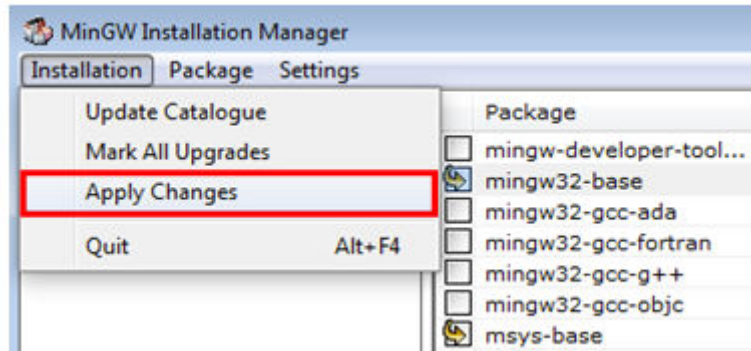 MinGW Installation Manager
Installation Package Settings
Update Catalogue
Mark All Upgrades
Apply Changes
Quit Alt+F4
Package
mingw-developer-tool...
mingw32-base
mingw32-gcc-ada
mingw32-gcc-fortran
mingw32-gcc-g++
mingw32-gcc-objc
msys-base